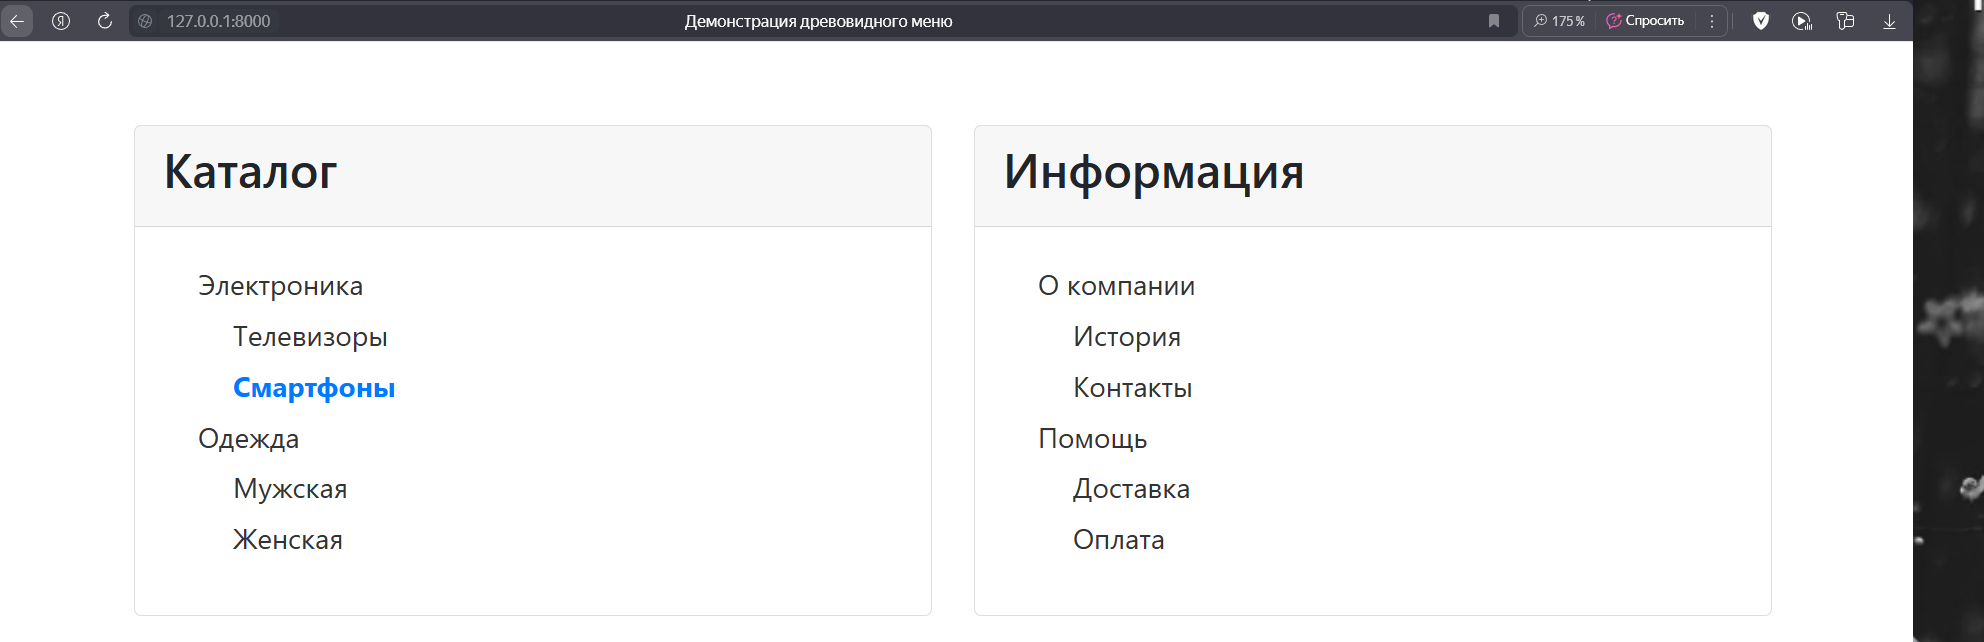 127.0.0.1:8000
Демонстрация древовидного меню
175 %
Спросить
Каталог
Электроника
Телевизоры
Смартфоны
Одежда
Мужская
Женская
Информация
О компании
История
Контакты
Помощь
Доставка
Оплата